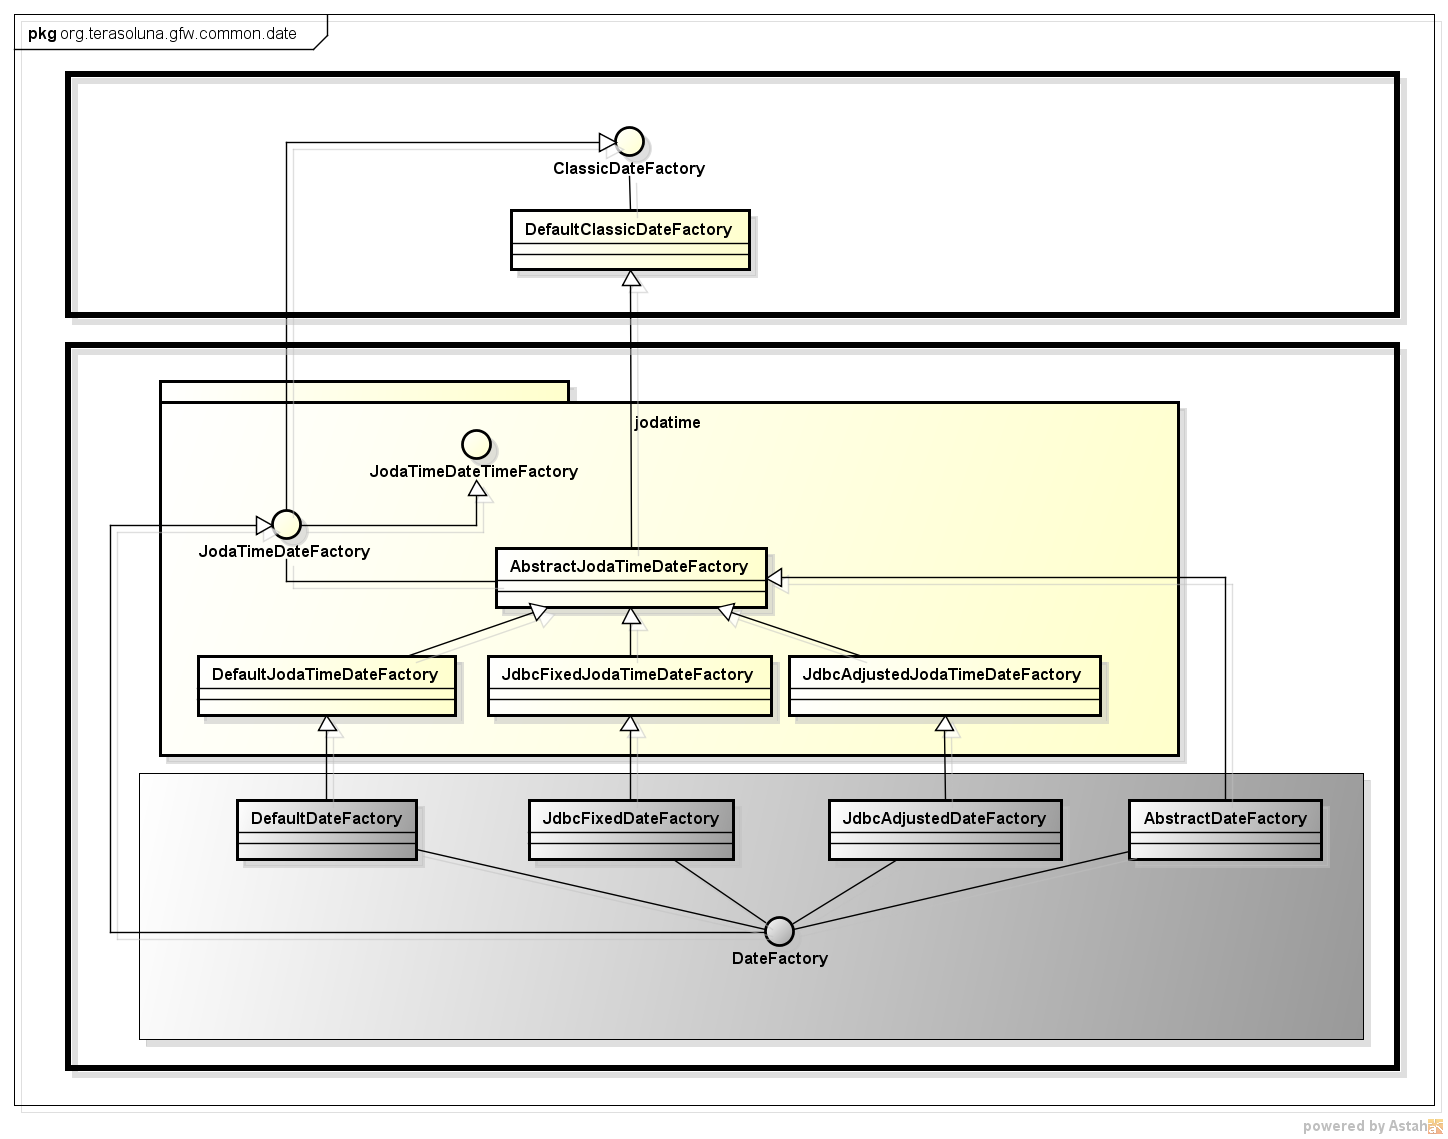 pkg org.terasoluna.gfw.common.date
ClassicDateFactory
DefaultClassicDateFactory
jodatime
JodaTimeDateTimeFactory
JodaTimeDateFactory
AbstractJodaTimeDateFactory
DefaultJodaTimeDateFactory
JdbcFixedJodaTimeDateFactory
JdbcAdjustedJodaTimeDateFactory
DefaultDateFactory
JdbcFixedDateFactory
JdbcAdjustedDateFactory
AbstractDateFactory
DateFactory
powered by Astah